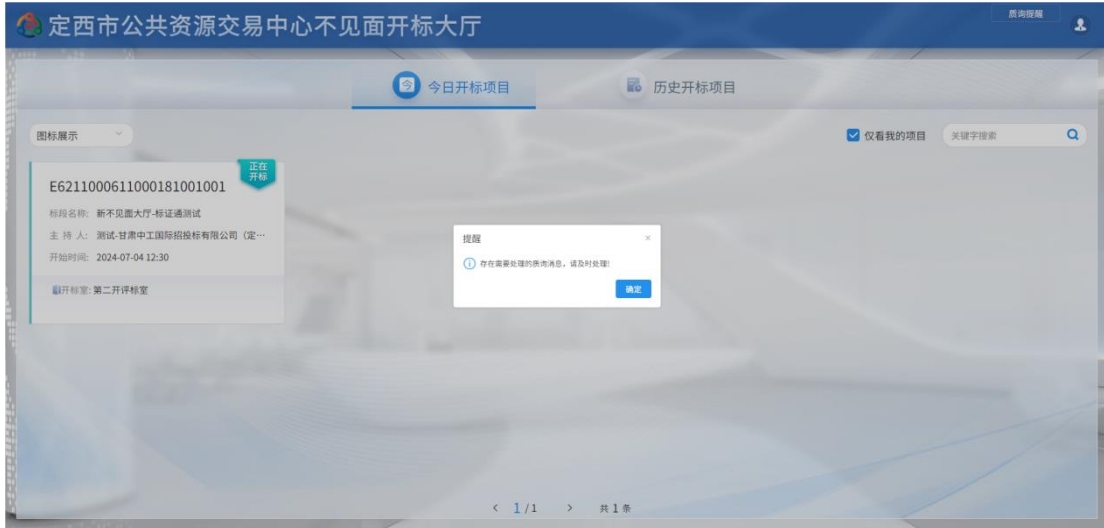 定西市公共资源交易中心不见面开标大厅
质询提醒
今日开标项目
历史开标项目
图标展示
仅看我的项目
关键字搜索
正在
开标
E6211000611000181001001
标段名称: 新不见面大厅-标证通测试
主 持 人: 测试-甘肃中工国际招投标有限公司（定…
开始时间: 2024-07-04 12:30
开标室: 第二开评标室
提醒
存在需要处理的质询消息，请及时处理!
确定
1 / 1
共 1 条